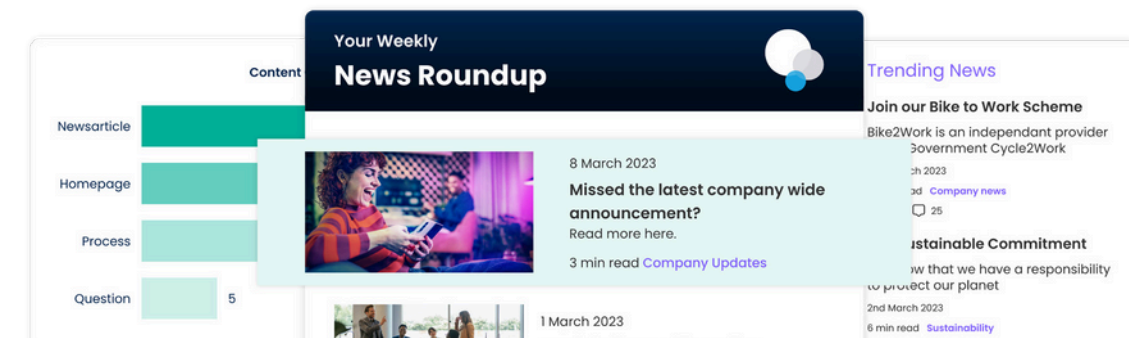 Content
Newsarticle
Homepage
Process
Question
5
Your Weekly
News Roundup
8 March 2023
Missed the latest company wide
announcement?
Read more here.
3 min read Company Updates
1 March 2023
Trending News
Join our Bike to Work Scheme
Bike2Work is an independant provider
Government Cycle2Work
2023
Company news
25
Commitment
that we have a responsibility
to protect our planet
2nd March 2023
6 min read Sustainability